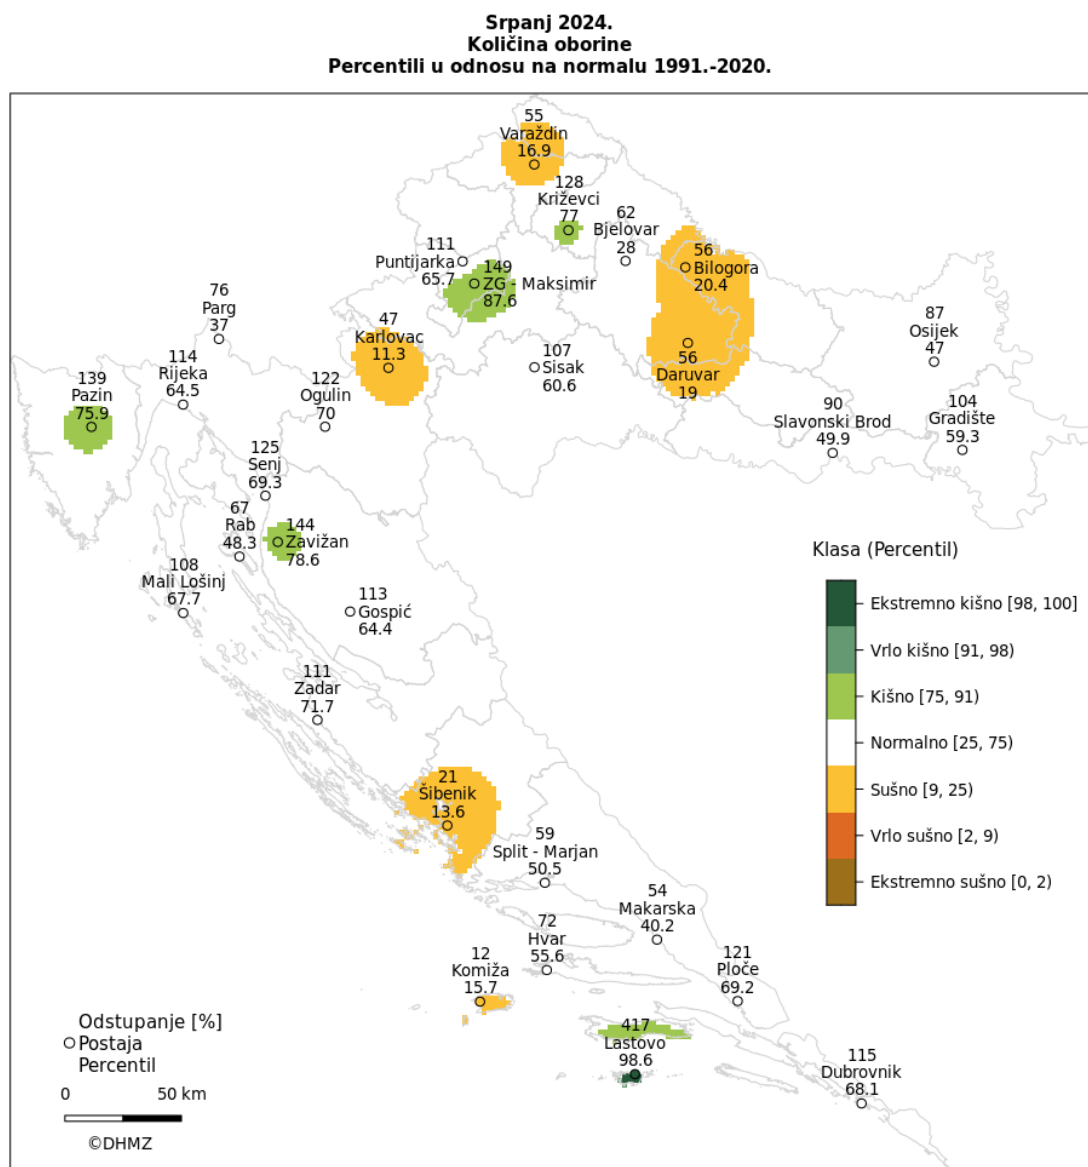 Srpanj 2024.
Količina oborine
Percentili u odnosu na normalu 1991.-2020.
55
Varaždin
16.9
128
Križevci
77
62
Bjelovar
28
111
Puntijarka
65.7
149
ZG - Maksimir
87.6
56
Bilogora
20.4
76
Parg
37
47
Karlovac
11.3
87
Osijek
47
114
Rijeka
64.5
107
Sisak
60.6
56
Daruvar
19
139
Pazin
75.9
122
Ogulin
70
90
Slavonski Brod
49.9
104
Gradište
59.3
125
Senj
69.3
67
Rab
48.3
144
Zavižan
78.6
108
Mali Lošinj
67.7
113
Gospić
64.4
111
Zadar
71.7
21
Šibenik
13.6
59
Split - Marjan
50.5
54
Makarska
40.2
72
Hvar
55.6
12
Komiža
15.7
121
Ploče
69.2
417
Lastovo
98.6
115
Dubrovnik
68.1
Klasa (Percentil)
Ekstremno kišno [98, 100]
Vrlo kišno [91, 98)
Kišno [75, 91)
Normalno [25, 75)
Sušno [9, 25)
Vrlo sušno [2, 9)
Ekstremno sušno [0, 2)
Odstupanje [%]
Postaja
Percentil
0 50 km
©DHMZ